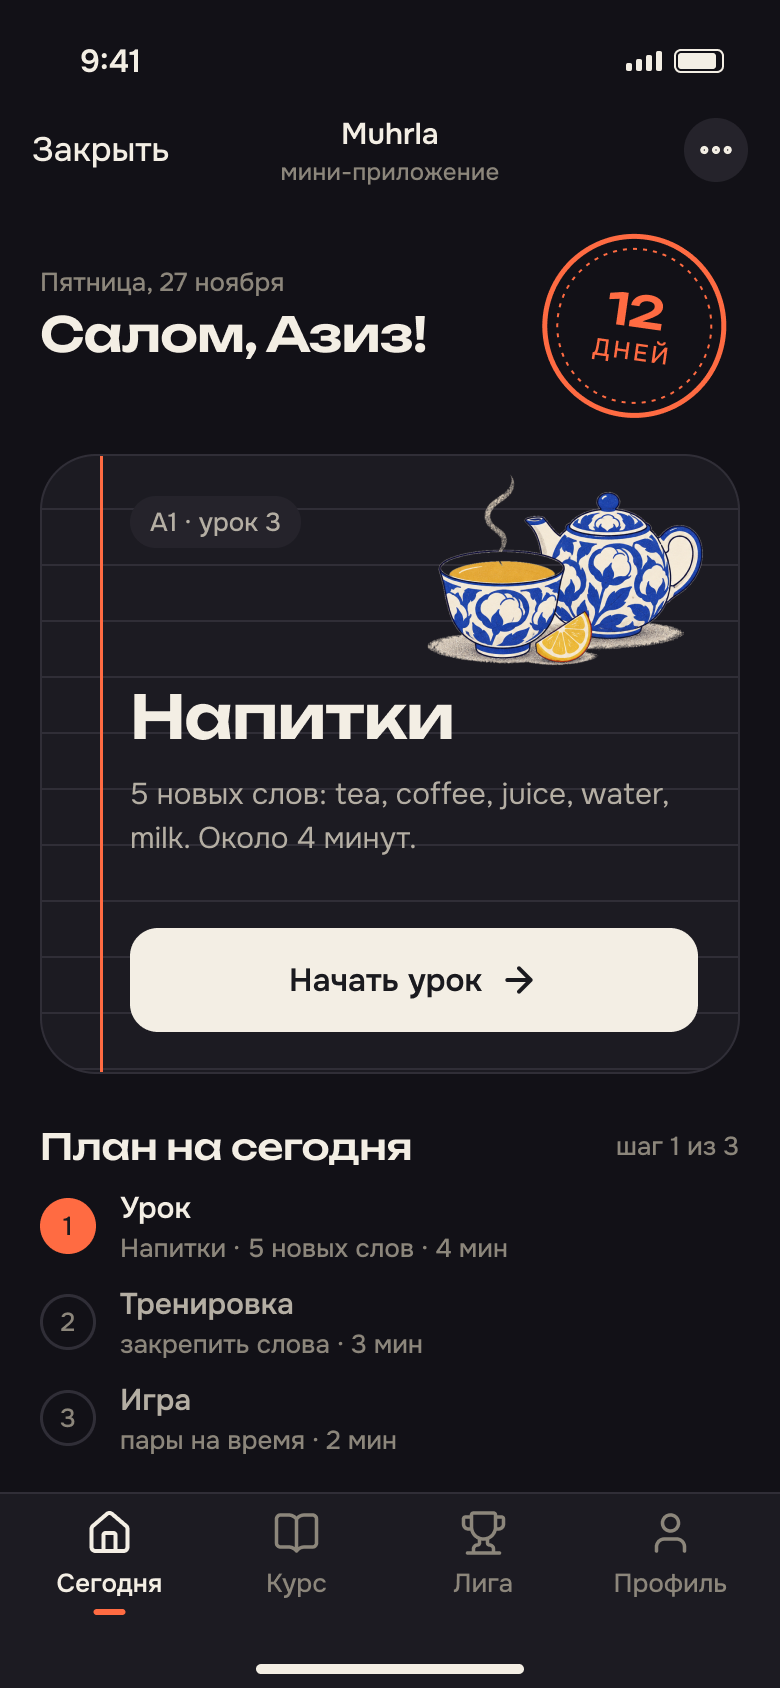 9:41
Закрыть
Muhrla
мини-приложение
Пятница, 27 ноября
Салом, Азиз!
12
ДНЕЙ
A1 · урок 3
Напитки
5 новых слов: tea, coffee, juice, water,
milk. Около 4 минут.
Начать урок →
План на сегодня
шаг 1 из 3
1
Урок
Напитки · 5 новых слов · 4 мин
2
Тренировка
закрепить слова · 3 мин
3
Игра
пары на время · 2 мин
Сегодня
Курс
Лига
Профиль